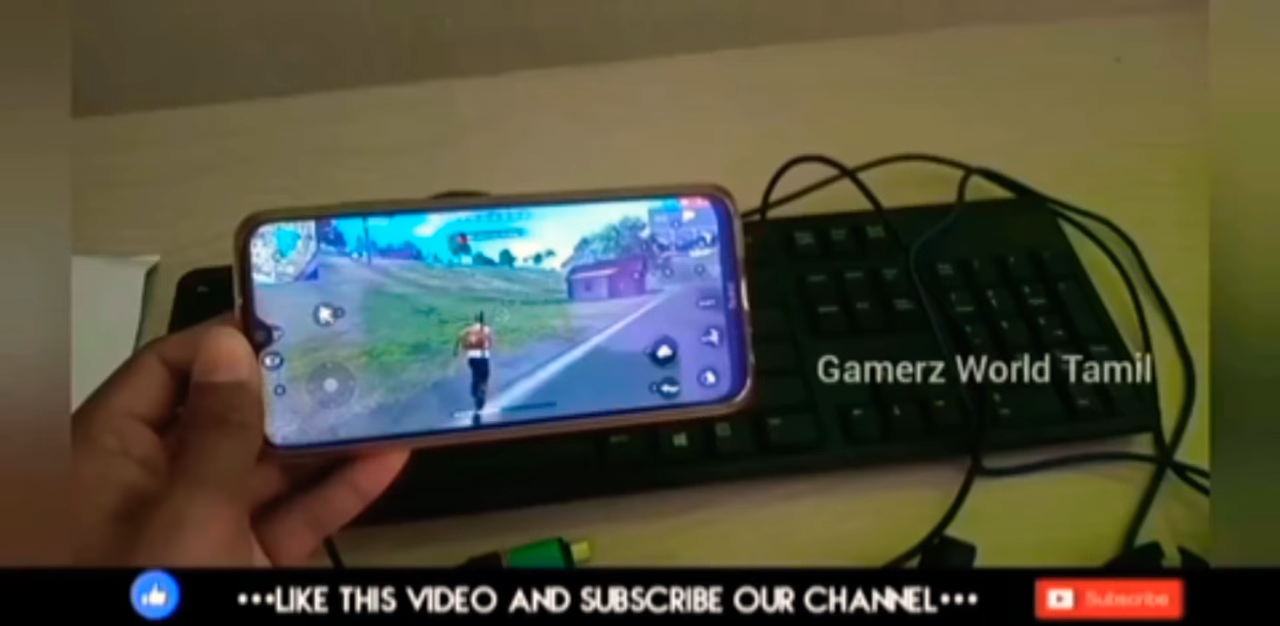 Gamerz World Tamil
•••LIKE THIS VIDEO AND SUBSCRIBE OUR CHANNEL•••
Subscribe